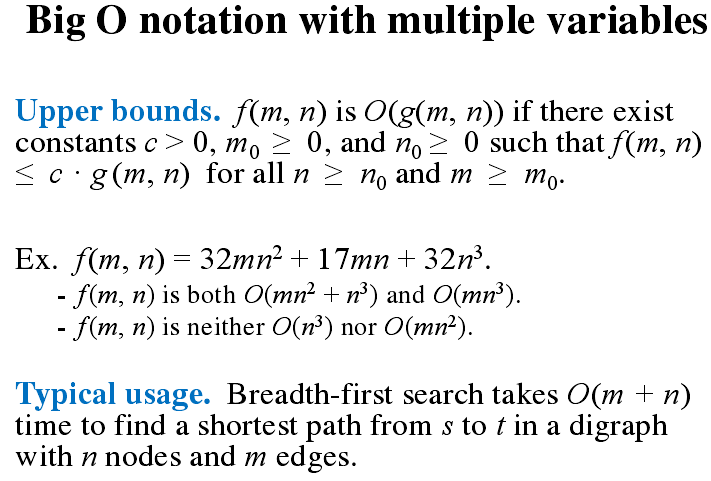 Big O notation with multiple variables
Upper bounds. f(m, n) is O(g(m, n)) if there exist
constants c > 0, m₀ ≥ 0, and n₀ ≥ 0 such that f(m, n)
≤ c · g(m, n) for all n ≥ n₀ and m ≥ m₀.
Ex. f(m, n) = 32mn² + 17mn + 32n³.
- f(m, n) is both O(mn² + n³) and O(mn³).
- f(m, n) is neither O(n³) nor O(mn²).
Typical usage. Breadth-first search takes O(m + n)
time to find a shortest path from s to t in a digraph
with n nodes and m edges.